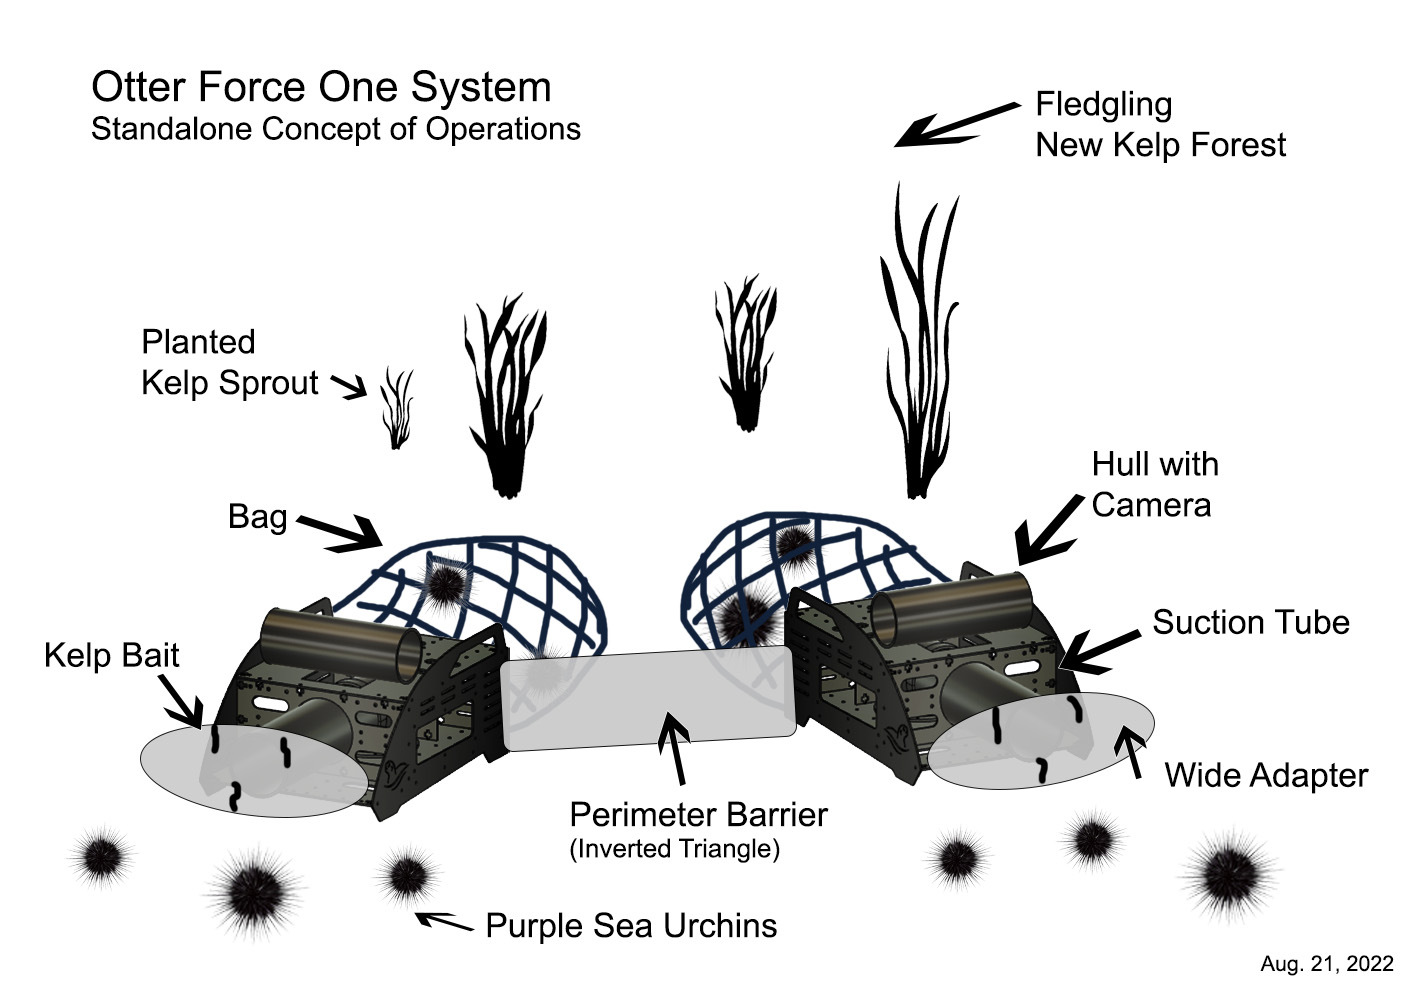 Otter Force One System
Standalone Concept of Operations
Fledgling
New Kelp Forest
Planted
Kelp Sprout
Hull with
Camera
Bag
Suction Tube
Kelp Bait
Wide Adapter
Perimeter Barrier
(Inverted Triangle)
Purple Sea Urchins
Aug. 21, 2022